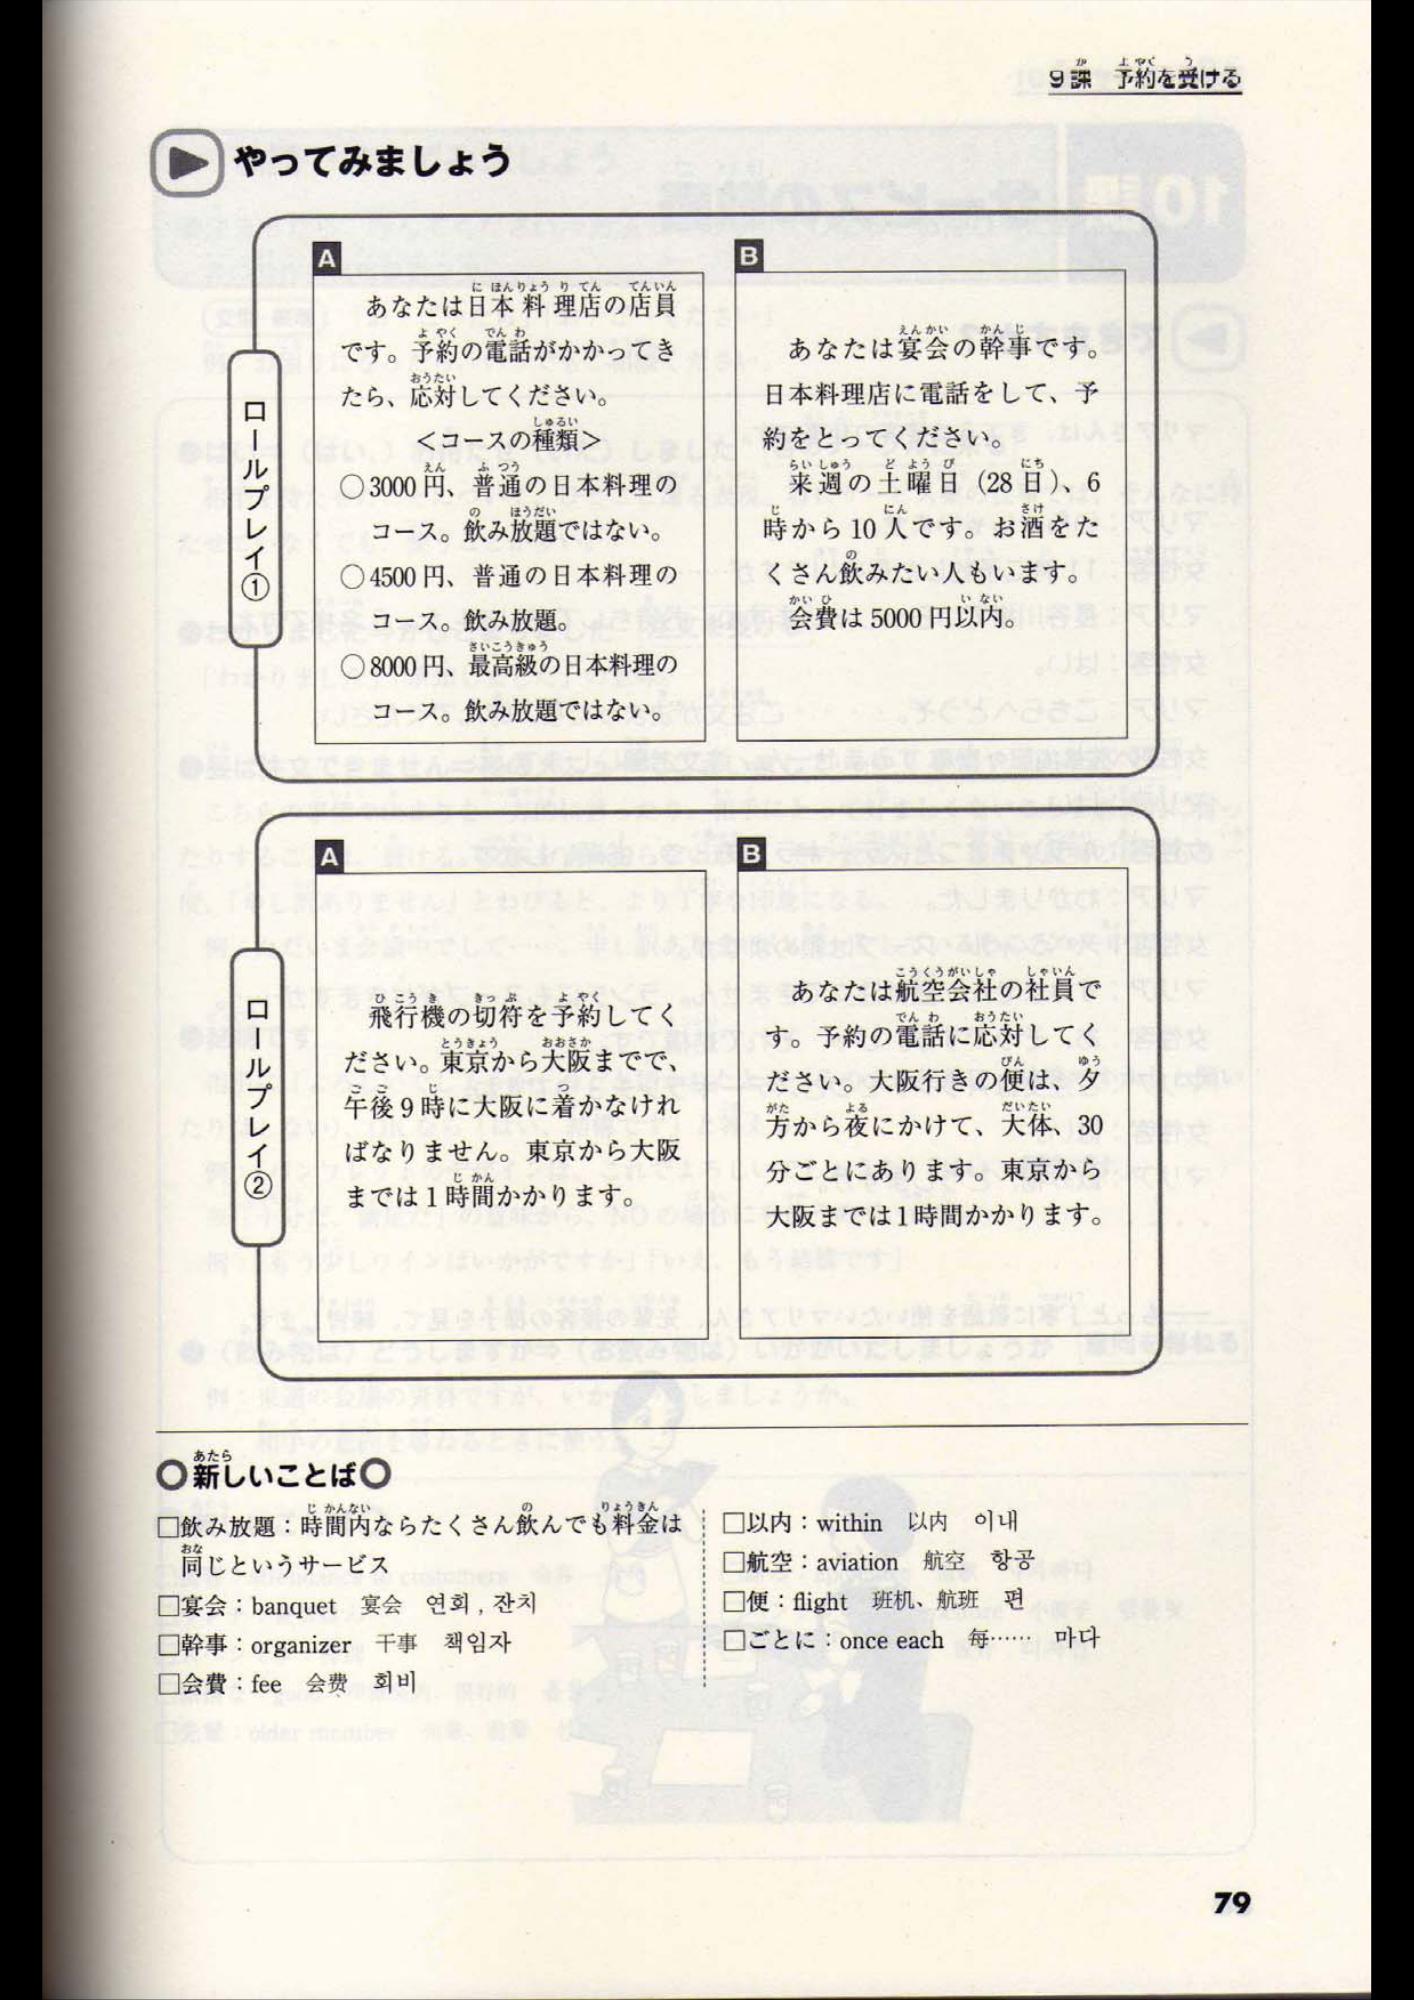 9課 予約を受ける
やってみましょう
ロールプレイ①
A
あなたは日本料理店の店員
です。予約の電話がかかってき
たら、応対してください。
＜コースの種類＞
○3000円、普通の日本料理の
コース。飲み放題ではない。
○4500円、普通の日本料理の
コース。飲み放題。
○8000円、最高級の日本料理の
コース。飲み放題ではない。
B
あなたは宴会の幹事です。
日本料理店に電話をして、予
約をとってください。
来週の土曜日（28日）、6
時から10人です。お酒をた
くさん飲みたい人もいます。
会費は5000円以内。
ロールプレイ②
A
飛行機の切符を予約してく
ださい。東京から大阪までで、
午後9時に大阪に着かなけれ
ばなりません。東京から大阪
までは1時間かかります。
B
あなたは航空会社の社員で
す。予約の電話に応対してく
ださい。大阪行きの便は、夕
方から夜にかけて、大体、30
分ごとにあります。東京から
大阪までは1時間かかります。
○新しいことば○
□飲み放題：時間内ならたくさん飲んでも料金は
同じというサービス
□宴会：banquet 宴会 연회, 잔치
□幹事：organizer 干事 책임자
□会費：fee 会费 회비
□以内：within 以内 이내
□航空：aviation 航空 항공
□便：flight 班机、航班 편
□ごとに：once each 每…… 마다
79